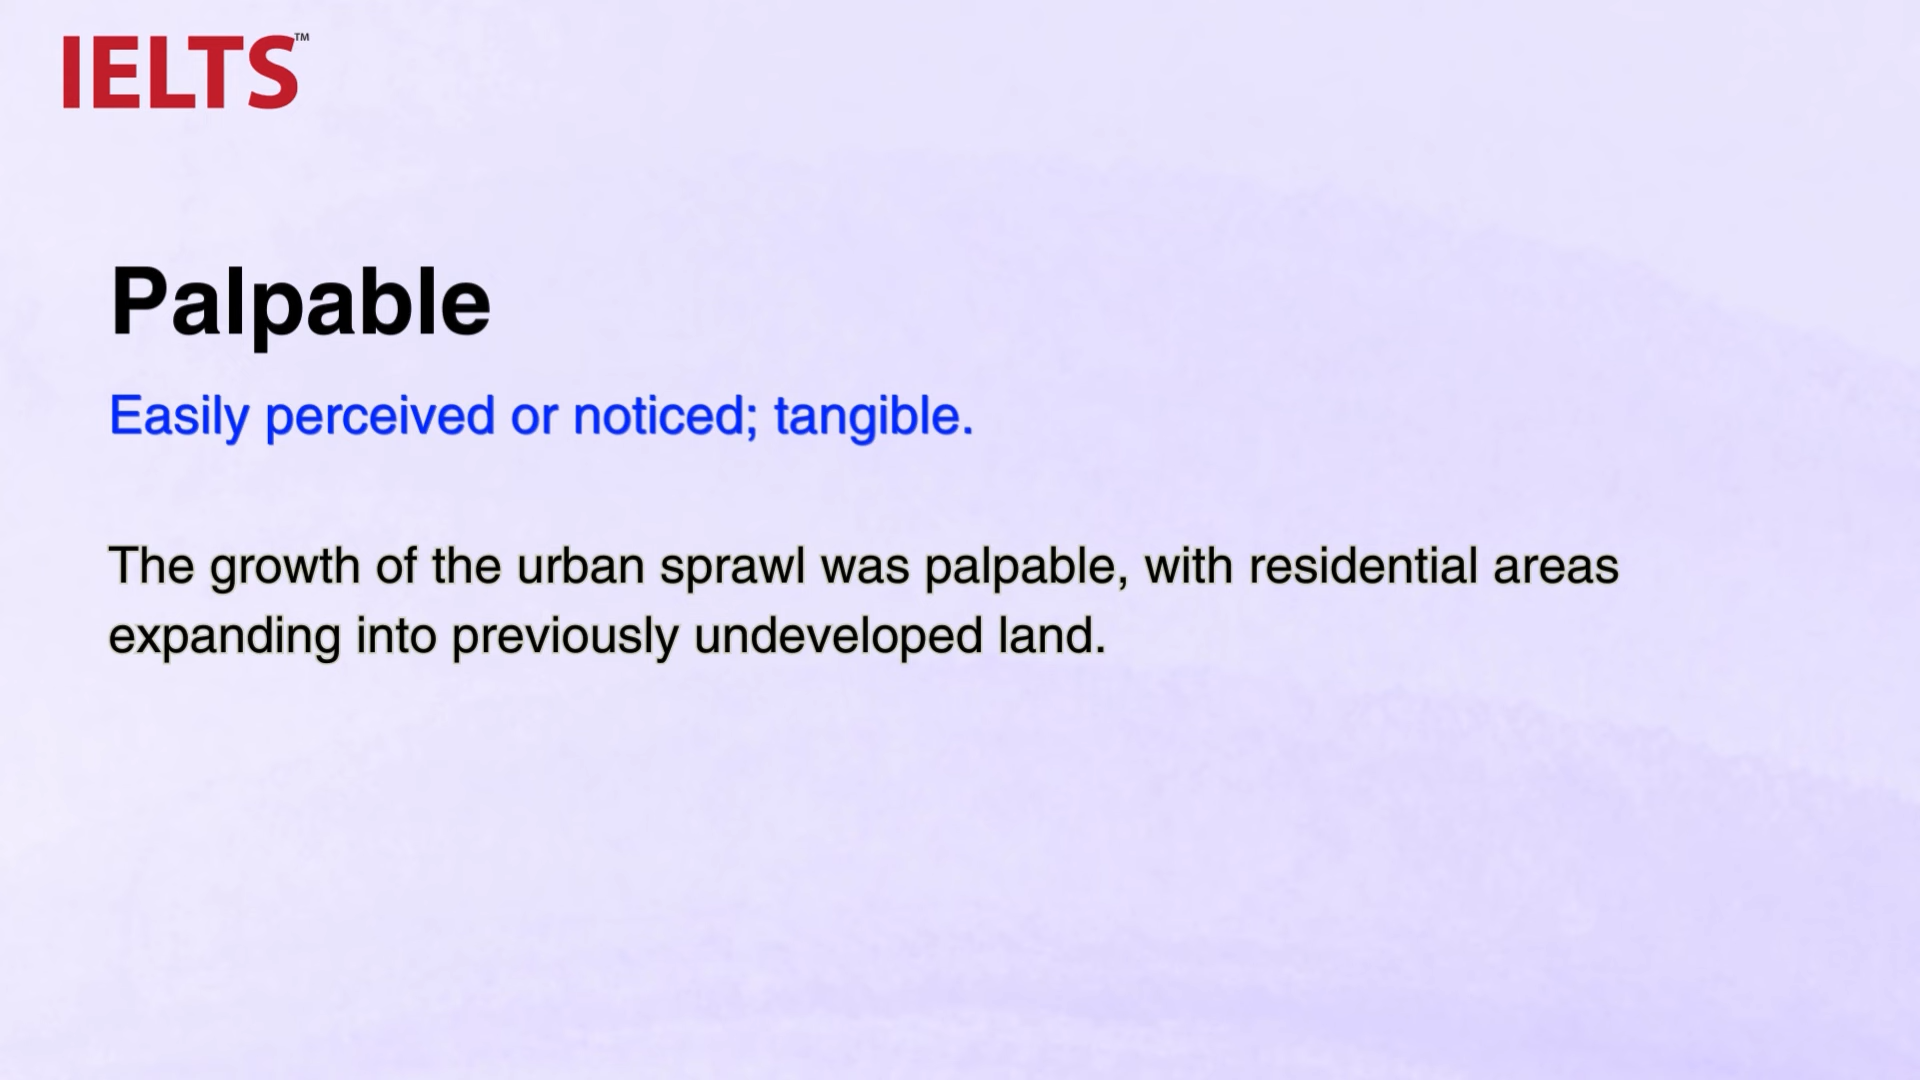 IELTS™
Palpable
Easily perceived or noticed; tangible.
The growth of the urban sprawl was palpable, with residential areas
expanding into previously undeveloped land.